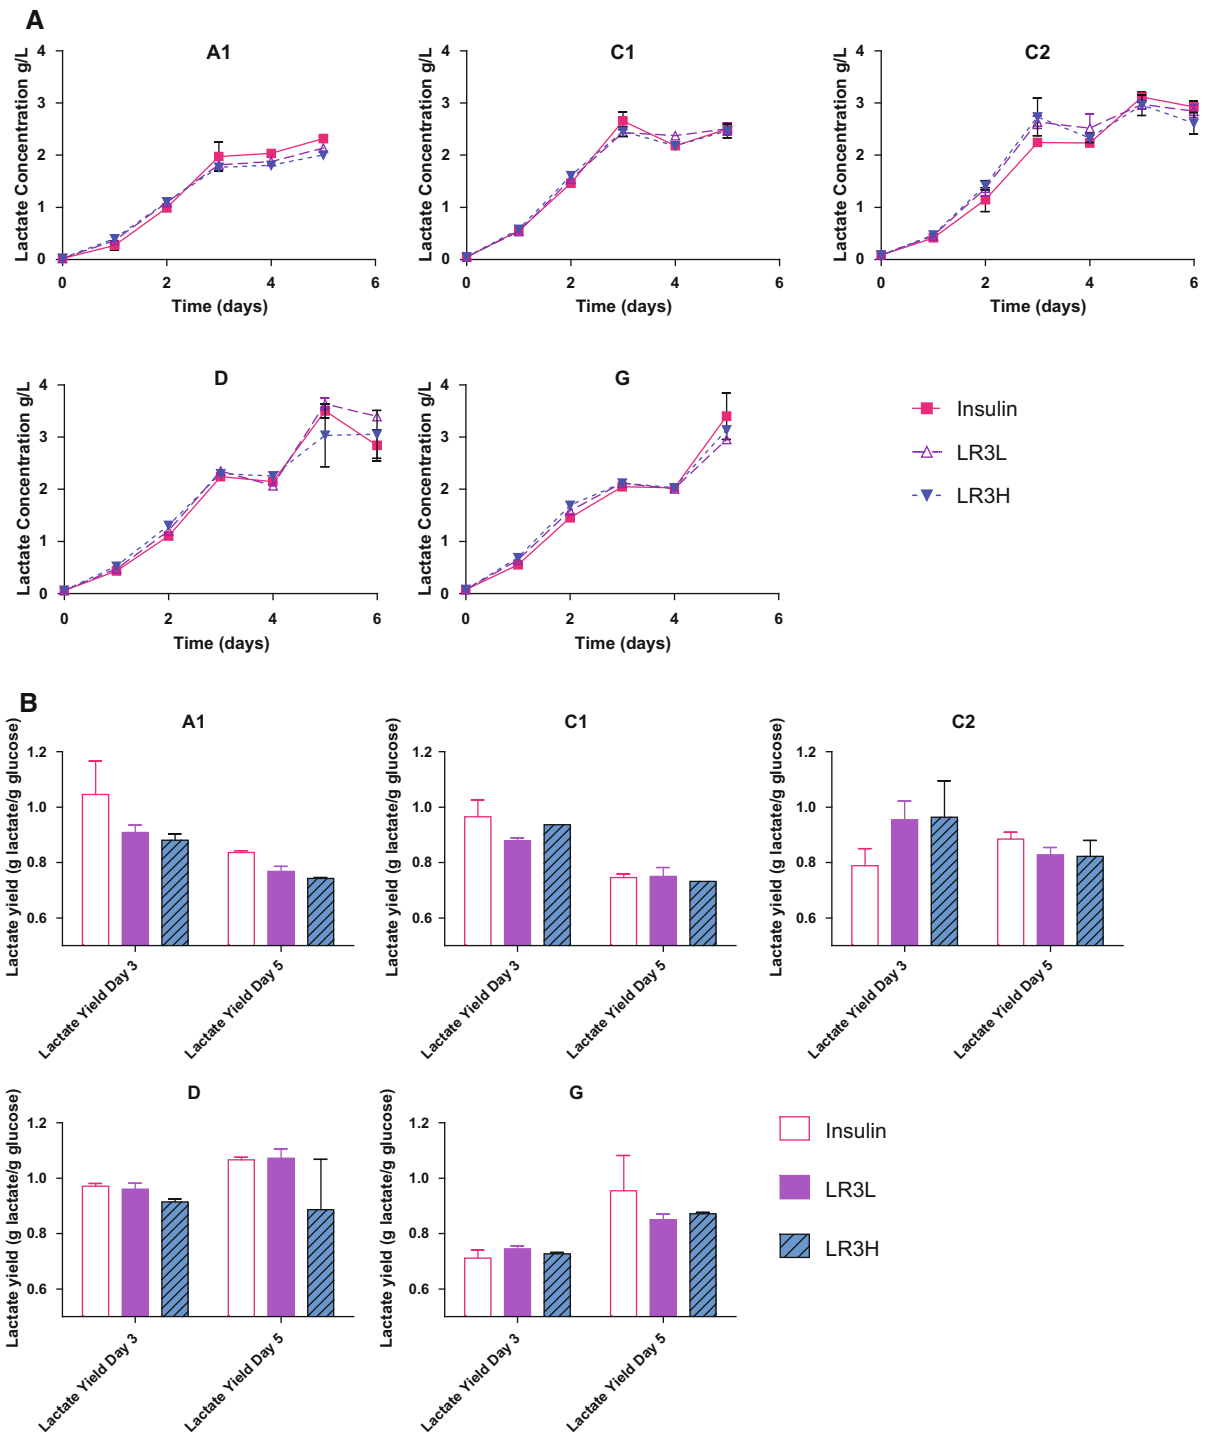 A
A1
C1
C2
Lactate Concentration g/L
4
3
2
1
0
0 2 4 6
Time (days)
Lactate Concentration g/L
4
3
2
1
0
0 2 4 6
Time (days)
Lactate Concentration g/L
4
3
2
1
0
0 2 4 6
Time (days)
D
G
Lactate Concentration g/L
4
3
2
1
0
0 2 4 6
Time (days)
Lactate Concentration g/L
4
3
2
1
0
0 2 4 6
Time (days)
Insulin
LR3L
LR3H
B
A1
C1
C2
Lactate yield (g lactate/g glucose)
1.2
1.0
0.8
0.6
Lactate Yield Day 3
Lactate Yield Day 5
Lactate yield (g lactate/g glucose)
1.2
1.0
0.8
0.6
Lactate Yield Day 3
Lactate Yield Day 5
Lactate yield (g lactate/g glucose)
1.2
1.0
0.8
0.6
Lactate Yield Day 3
Lactate Yield Day 5
D
G
Lactate yield (g lactate/g glucose)
1.2
1.0
0.8
0.6
Lactate Yield Day 3
Lactate Yield Day 5
Lactate yield (g lactate/g glucose)
1.2
1.0
0.8
0.6
Lactate Yield Day 3
Lactate Yield Day 5
Insulin
LR3L
LR3H